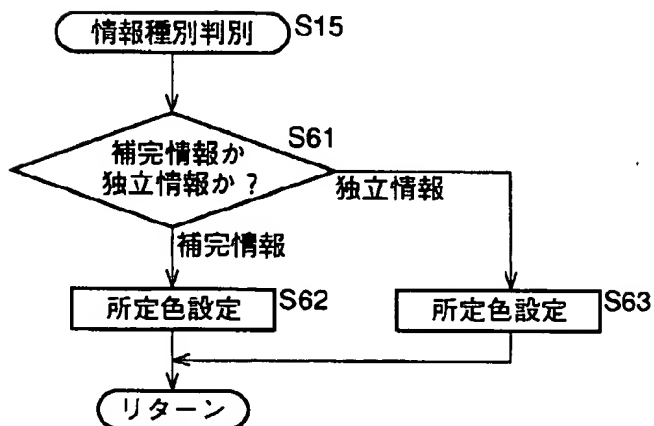 情報種別判別 S15
S61
補完情報か
独立情報か?
独立情報
補完情報
所定色設定 S62
所定色設定 S63
リターン